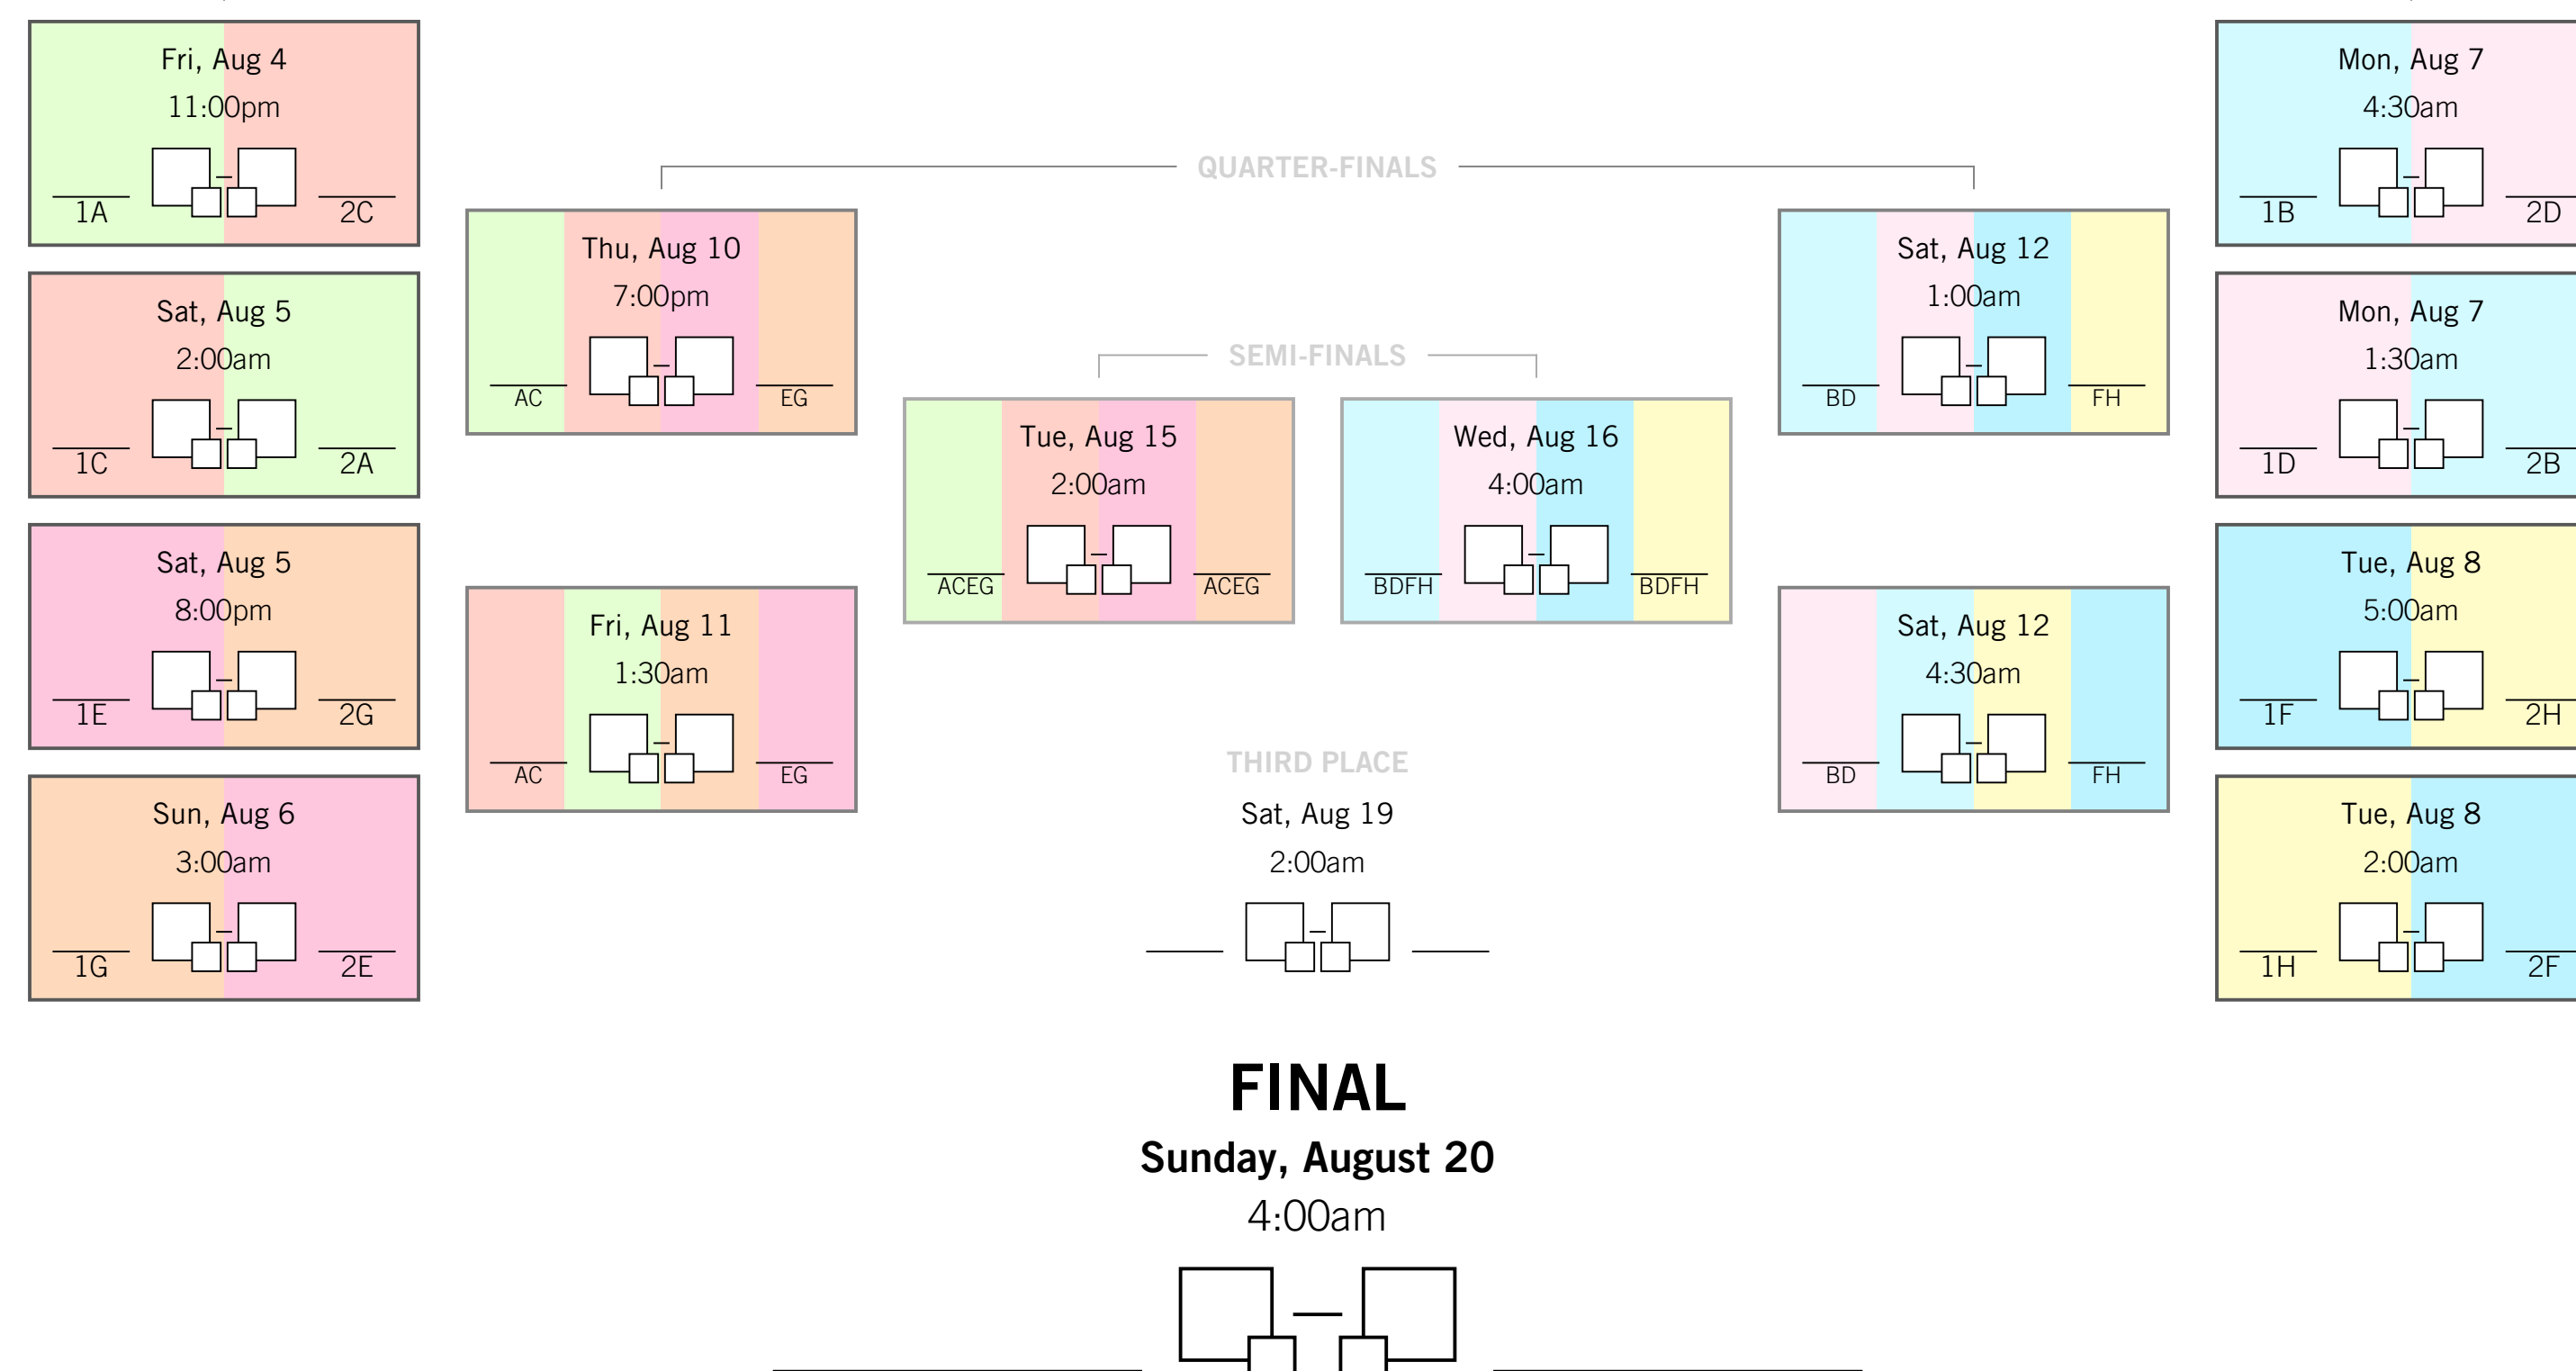 Fri, Aug 4
11:00pm
1A – 2C
Sat, Aug 5
2:00am
1C – 2A
Sat, Aug 5
8:00pm
1E – 2G
Sun, Aug 6
3:00am
1G – 2E
QUARTER-FINALS
Thu, Aug 10
7:00pm
AC – EG
Fri, Aug 11
1:30am
AC – EG
SEMI-FINALS
Tue, Aug 15
2:00am
ACEG – ACEG
Wed, Aug 16
4:00am
BDFH – BDFH
Sat, Aug 12
1:00am
BD – FH
Sat, Aug 12
4:30am
BD – FH
Mon, Aug 7
4:30am
1B – 2D
Mon, Aug 7
1:30am
1D – 2B
Tue, Aug 8
5:00am
1F – 2H
Tue, Aug 8
2:00am
1H – 2F
THIRD PLACE
Sat, Aug 19
2:00am
–
FINAL
Sunday, August 20
4:00am
–